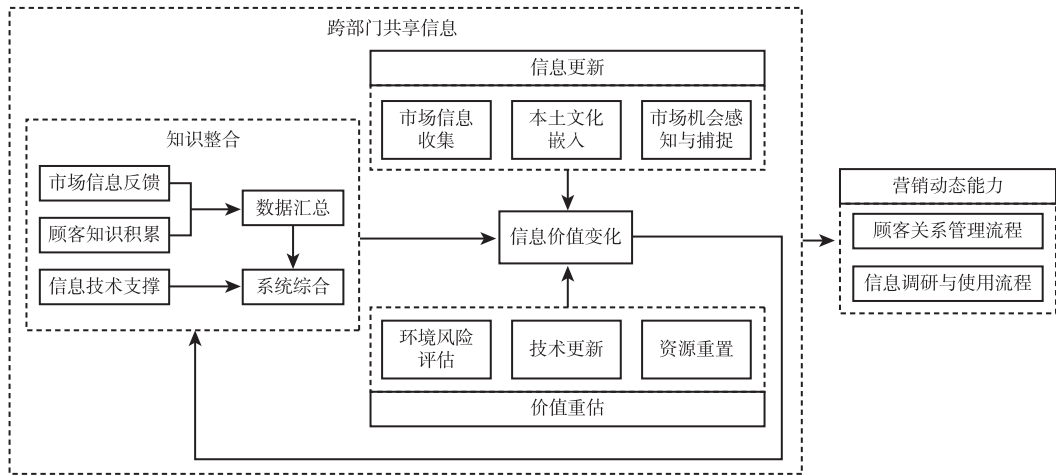 跨部门共享信息
信息更新
市场信息
收集
本土文化
嵌入
市场机会感
知与捕捉
知识整合
市场信息反馈
顾客知识积累
信息技术支撑
数据汇总
系统综合
信息价值变化
环境风险
评估
技术更新
资源重置
价值重估
营销动态能力
顾客关系管理流程
信息调研与使用流程